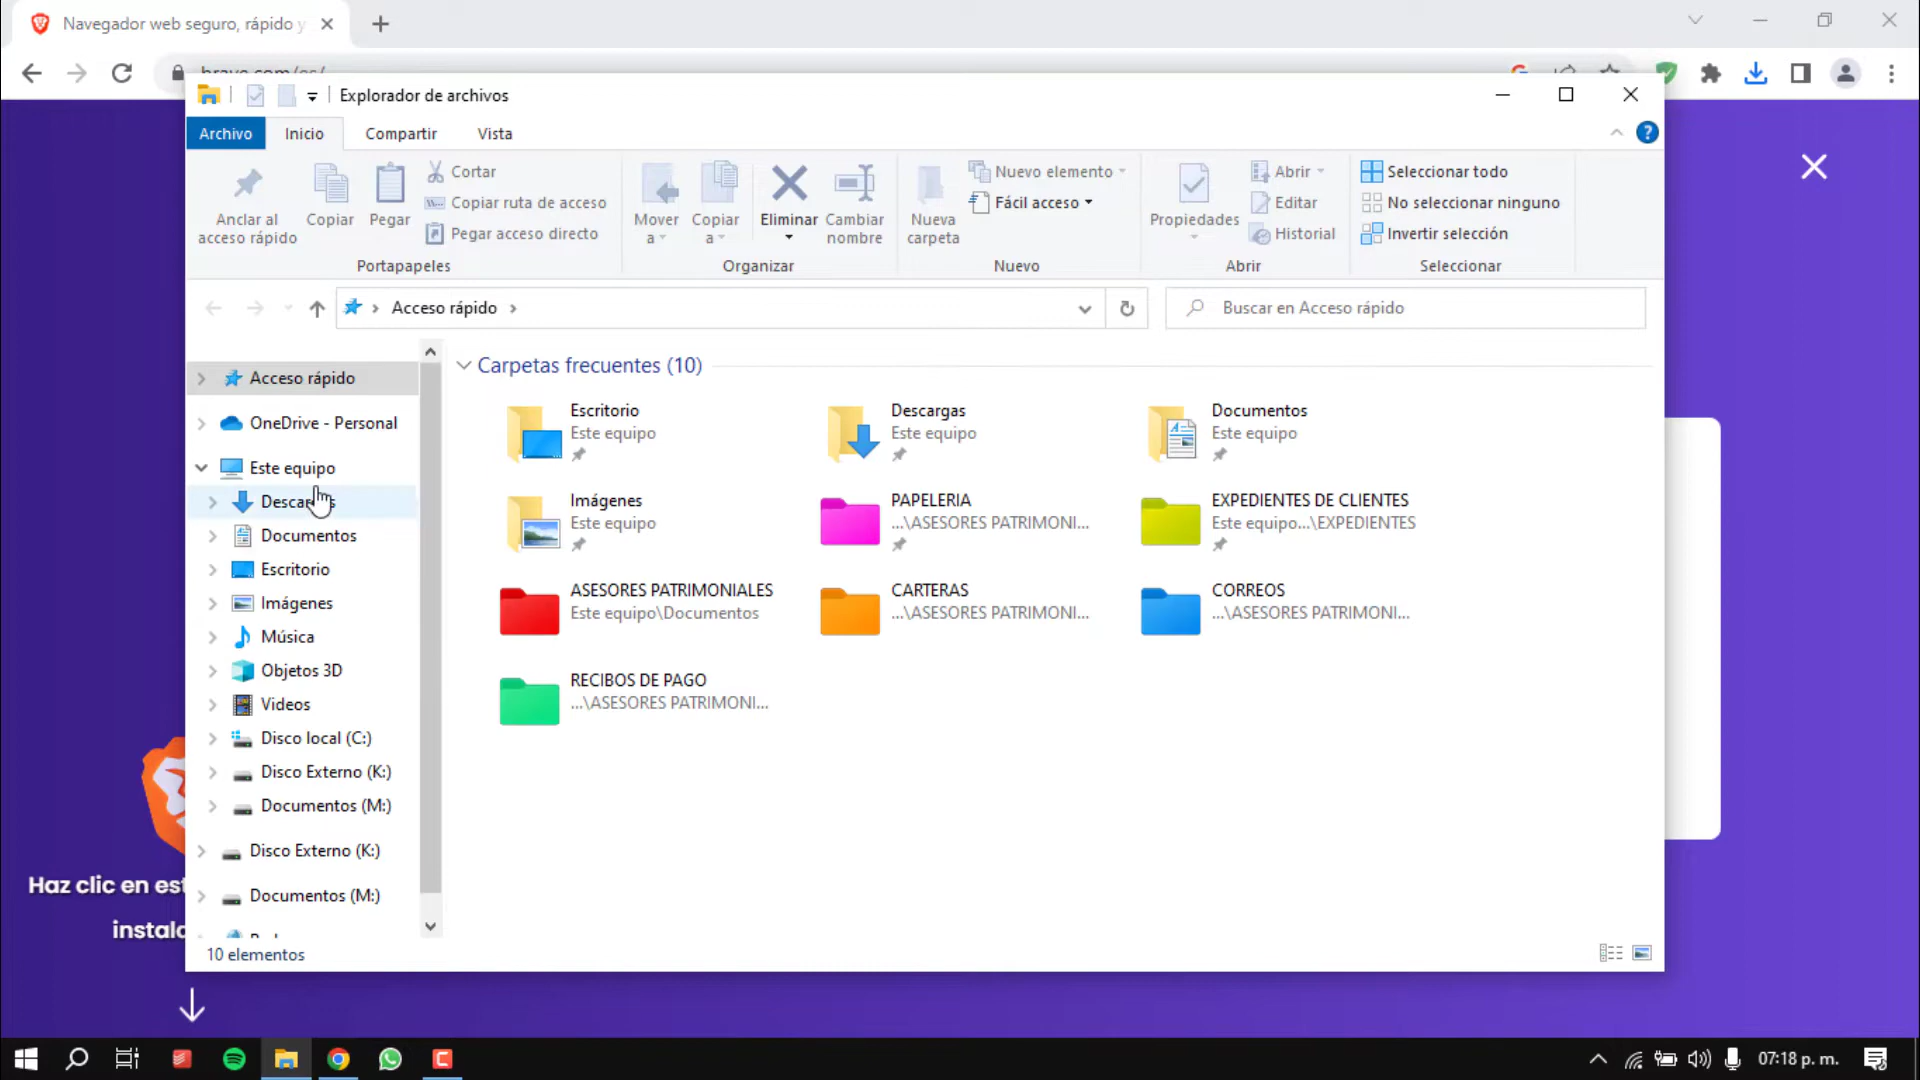 Navegador web seguro, rápido y
Explorador de archivos
Archivo
Inicio
Compartir
Vista
Anclar al
acceso rápido
Copiar
Pegar
Cortar
Copiar ruta de acceso
Pegar acceso directo
Portapapeles
Mover
a
Copiar
a
Eliminar
Cambiar
nombre
Organizar
Nueva
carpeta
Nuevo elemento
Fácil acceso
Nuevo
Propiedades
Abrir
Editar
Historial
Abrir
Seleccionar todo
No seleccionar ninguno
Invertir selección
Seleccionar
Acceso rápido
Buscar en Acceso rápido
Acceso rápido
OneDrive - Personal
Este equipo
Documentos
Escritorio
Imágenes
Música
Objetos 3D
Videos
Disco local (C:)
Disco Externo (K:)
Documentos (M:)
Disco Externo (K:)
Documentos (M:)
Carpetas frecuentes (10)
Escritorio
Este equipo
Descargas
Este equipo
Documentos
Este equipo
Imágenes
Este equipo
PAPELERIA
...\ASESORES PATRIMONI...
EXPEDIENTES DE CLIENTES
Este equipo...\EXPEDIENTES
ASESORES PATRIMONIALES
Este equipo\Documentos
CARTERAS
...\ASESORES PATRIMONI...
CORREOS
...\ASESORES PATRIMONI...
RECIBOS DE PAGO
...\ASESORES PATRIMONI...
10 elementos
Haz clic en est
instala
07:18 p. m.